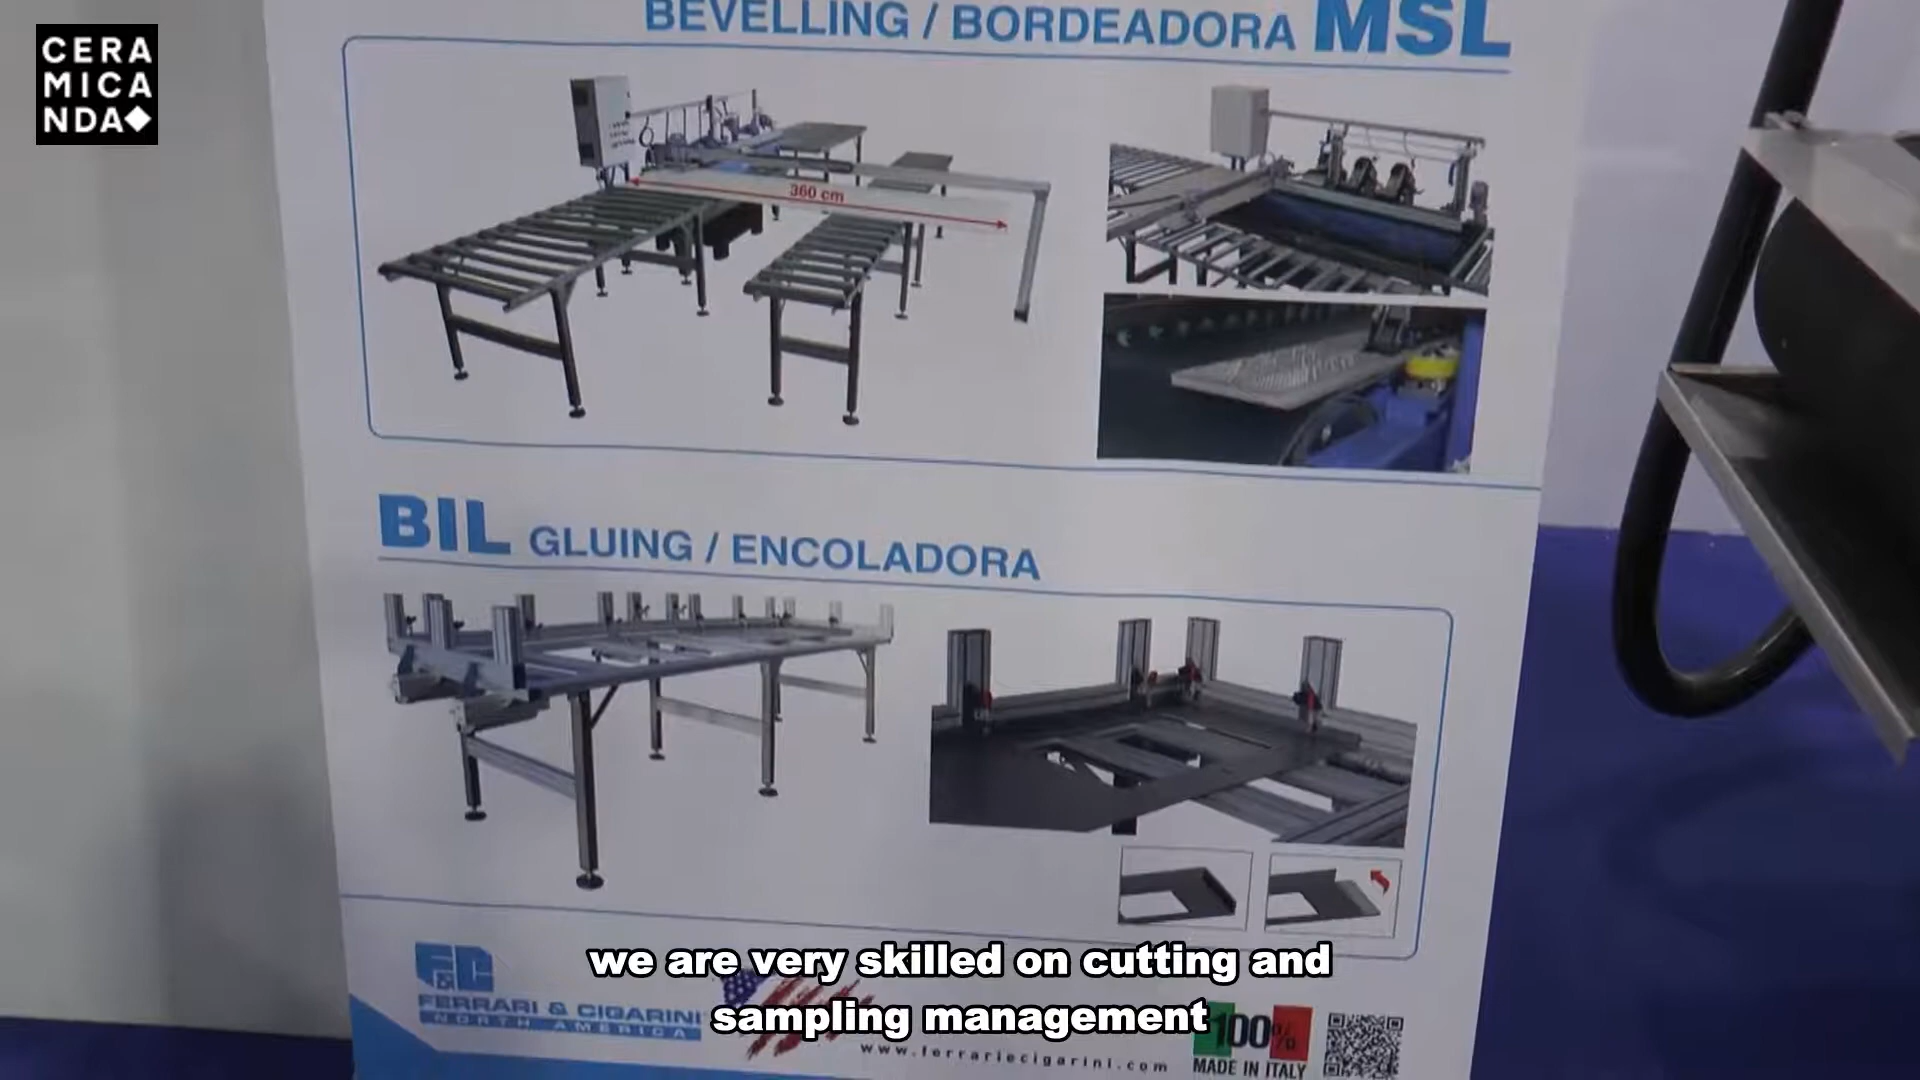 CERA
MICA
NDA
BEVELLING / BORDEADORA MSL
360 cm
BIL GLUING / ENCOLADORA
we are very skilled on cutting and
sampling management
F&C
FERRARI & CIGARINI
NORTH AMERICA
www.ferrariecigarini.com
100%
MADE IN ITALY